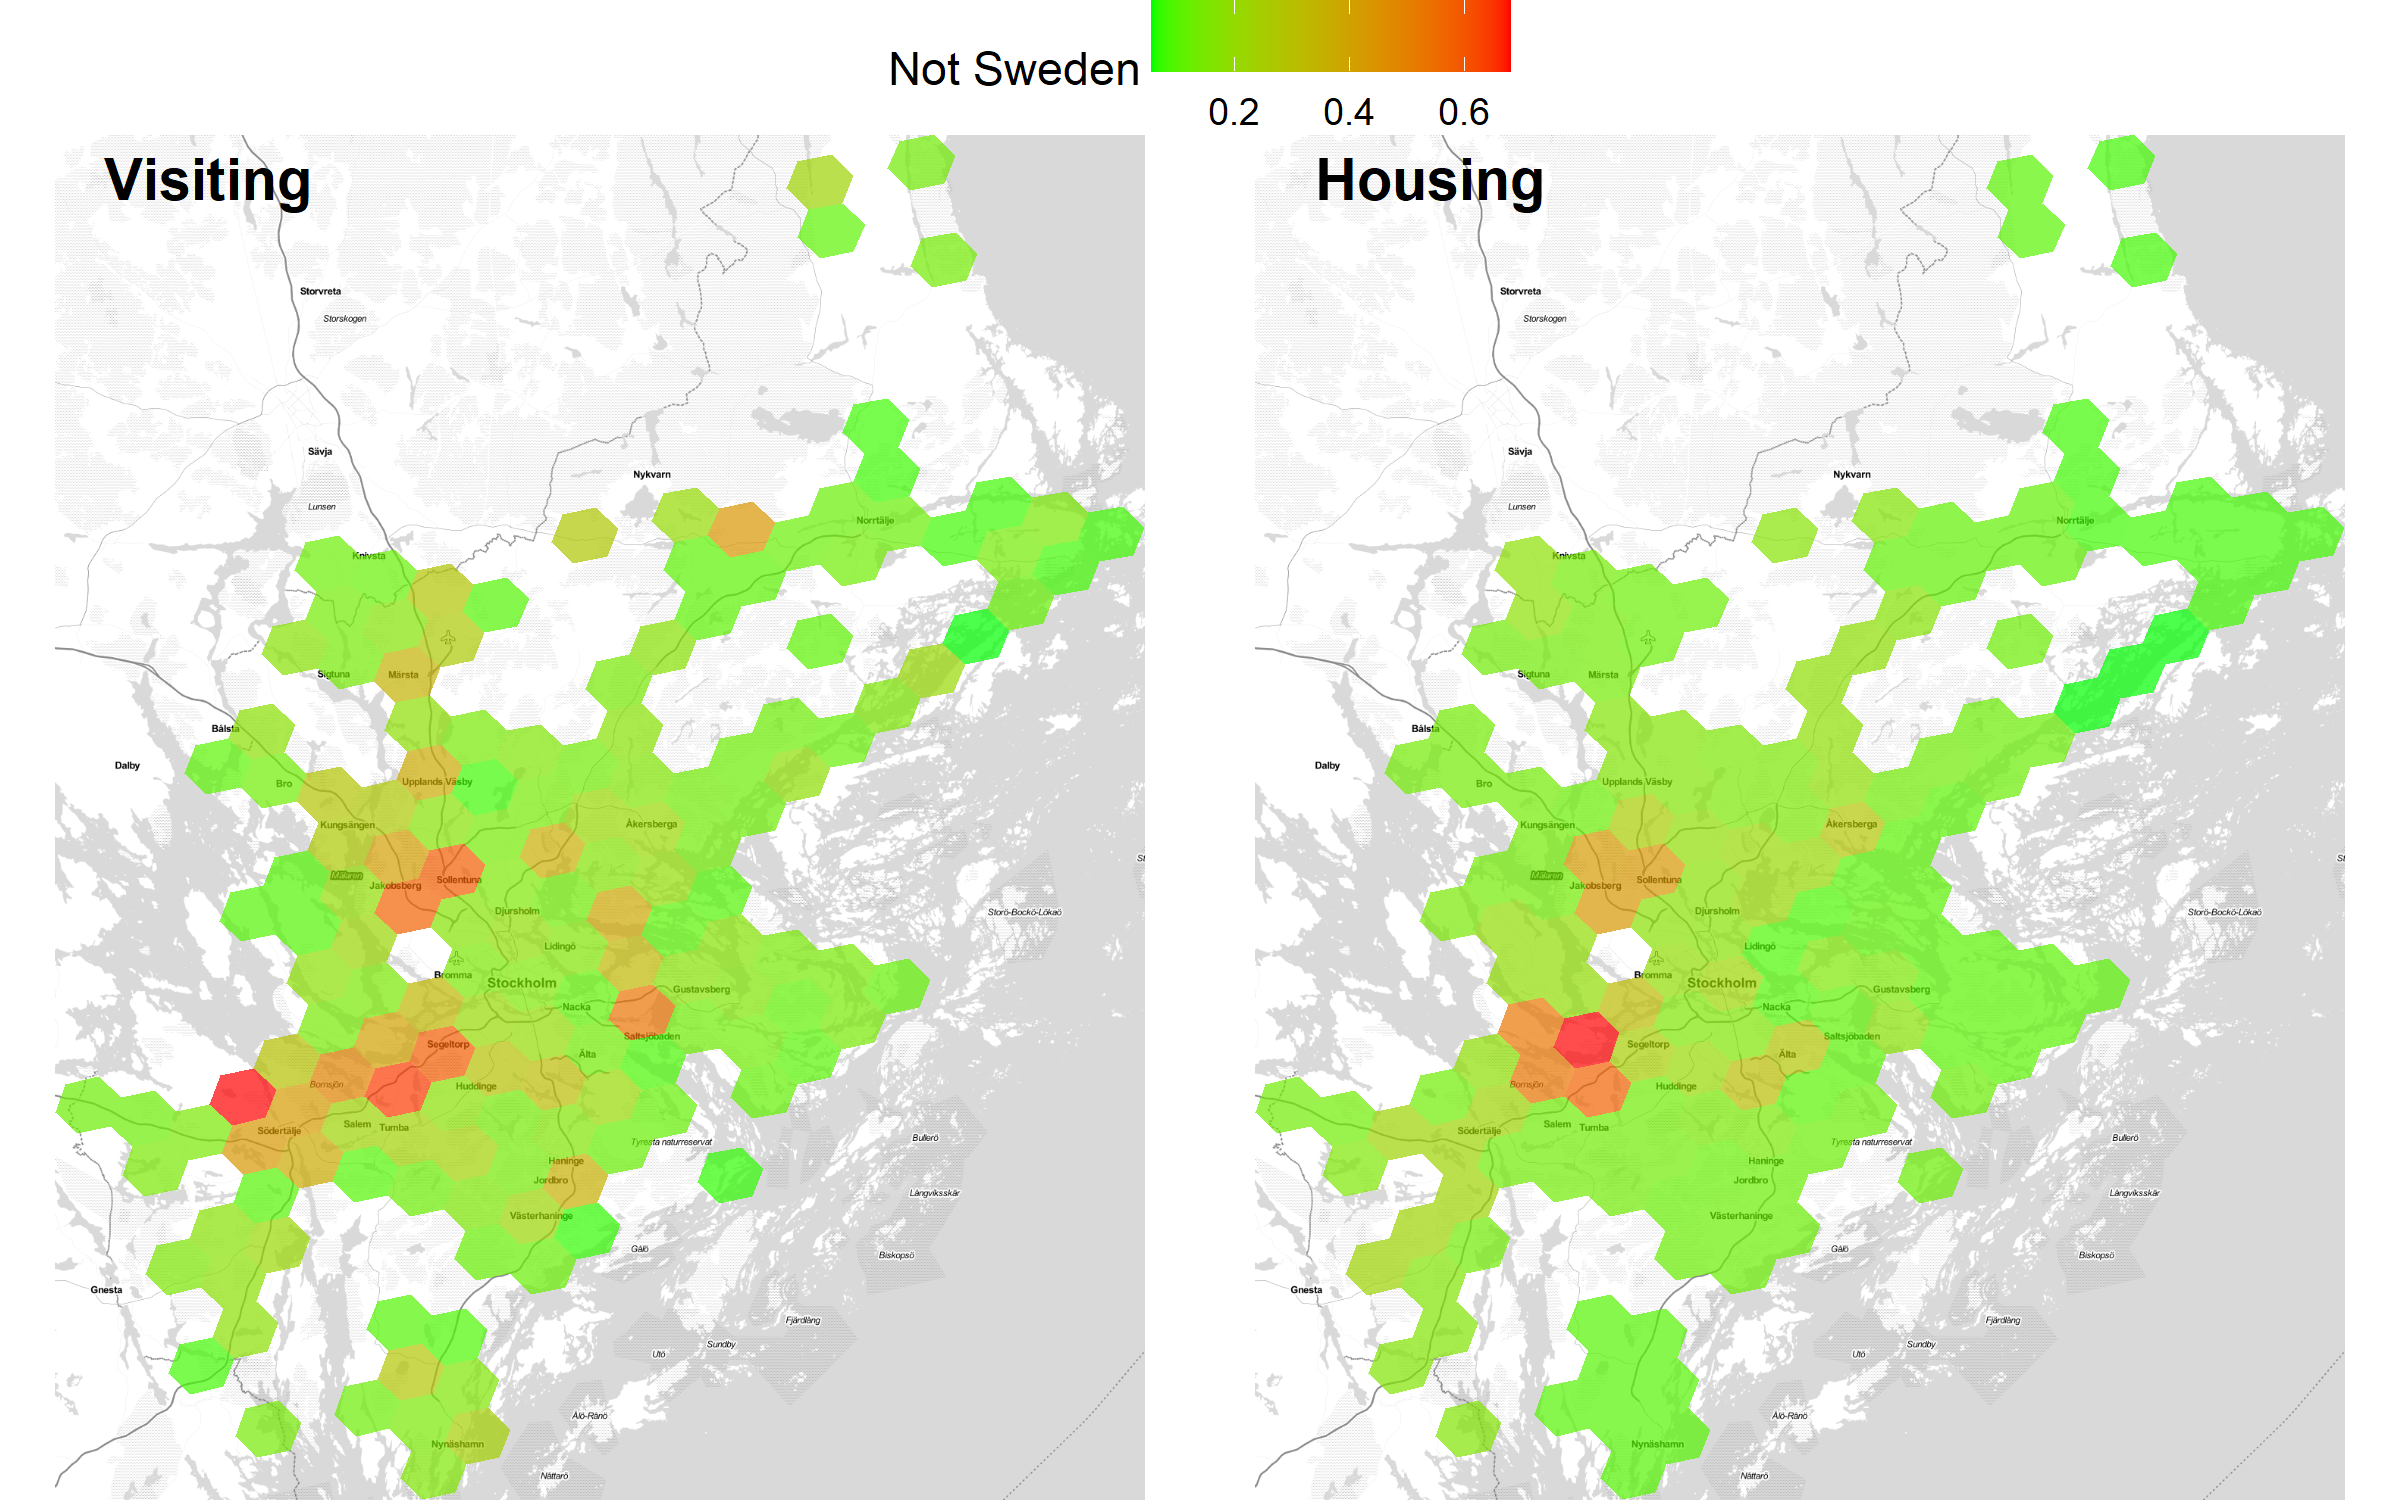 Not Sweden
0.2 0.4 0.6
Visiting
Storvreta
Storskogen
Sävja
Nykvarn
Lunsen
Norrtälje
Knivsta
Sigtuna
Märsta
Bålsta
Dalby
Bro
Upplands Väsby
Kungsängen
Åkersberga
Mälaren
Jakobsberg
Sollentuna
Djursholm
Storö-Bockö-Lökaö
Lidingö
Bromma
Stockholm
Gustavsberg
Nacka
Saltsjöbaden
Segeltorp
Älta
Bornsjön
Huddinge
Salem
Tumba
Södertälje
Tyresta naturreservat
Bullerö
Haninge
Jordbro
Långviksskär
Västerhaninge
Gålö
Biskopsö
Gnesta
Fjärdlång
Sundby
Utö
Ålö-Rånö
Nynäshamn
Nåttarö
St
Housing
Storvreta
Storskogen
Sävja
Nykvarn
Lunsen
Norrtälje
Knivsta
Sigtuna
Märsta
Bålsta
Dalby
Bro
Upplands Väsby
Kungsängen
Åkersberga
Mälaren
Jakobsberg
Sollentuna
Djursholm
Storö-Bockö-Lökaö
Lidingö
Bromma
Stockholm
Gustavsberg
Nacka
Saltsjöbaden
Segeltorp
Älta
Bornsjön
Huddinge
Salem
Tumba
Södertälje
Tyresta naturreservat
Bullerö
Haninge
Jordbro
Långviksskär
Västerhaninge
Gålö
Biskopsö
Gnesta
Fjärdlång
Sundby
Utö
Ålö-Rånö
Nynäshamn
Nåttarö
St